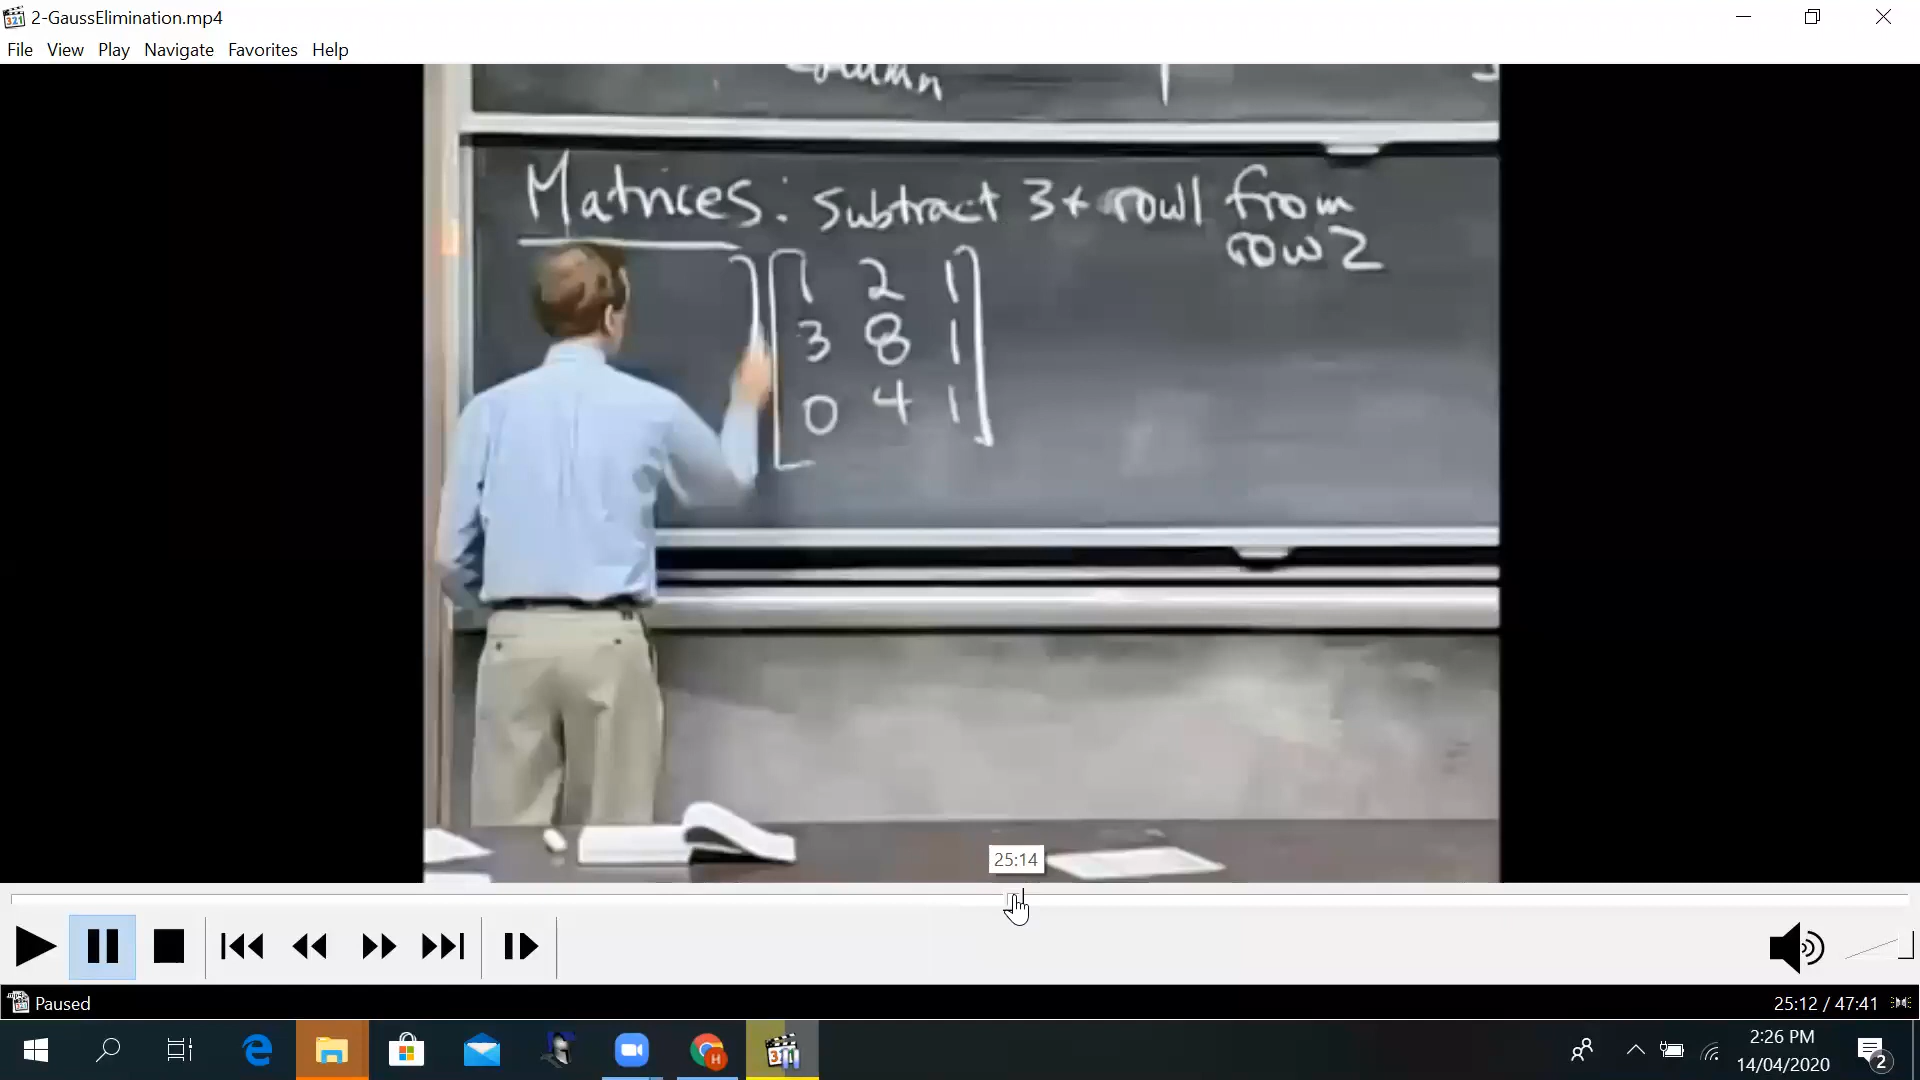 2-GaussElimination.mp4
File View Play Navigate Favorites Help
column
Matrices: subtract 3+ row1 from
row 2
1 2 1
3 8 1
0 4 1
25:14
Paused
25:12 / 47:41
2:26 PM
14/04/2020
2
H
321